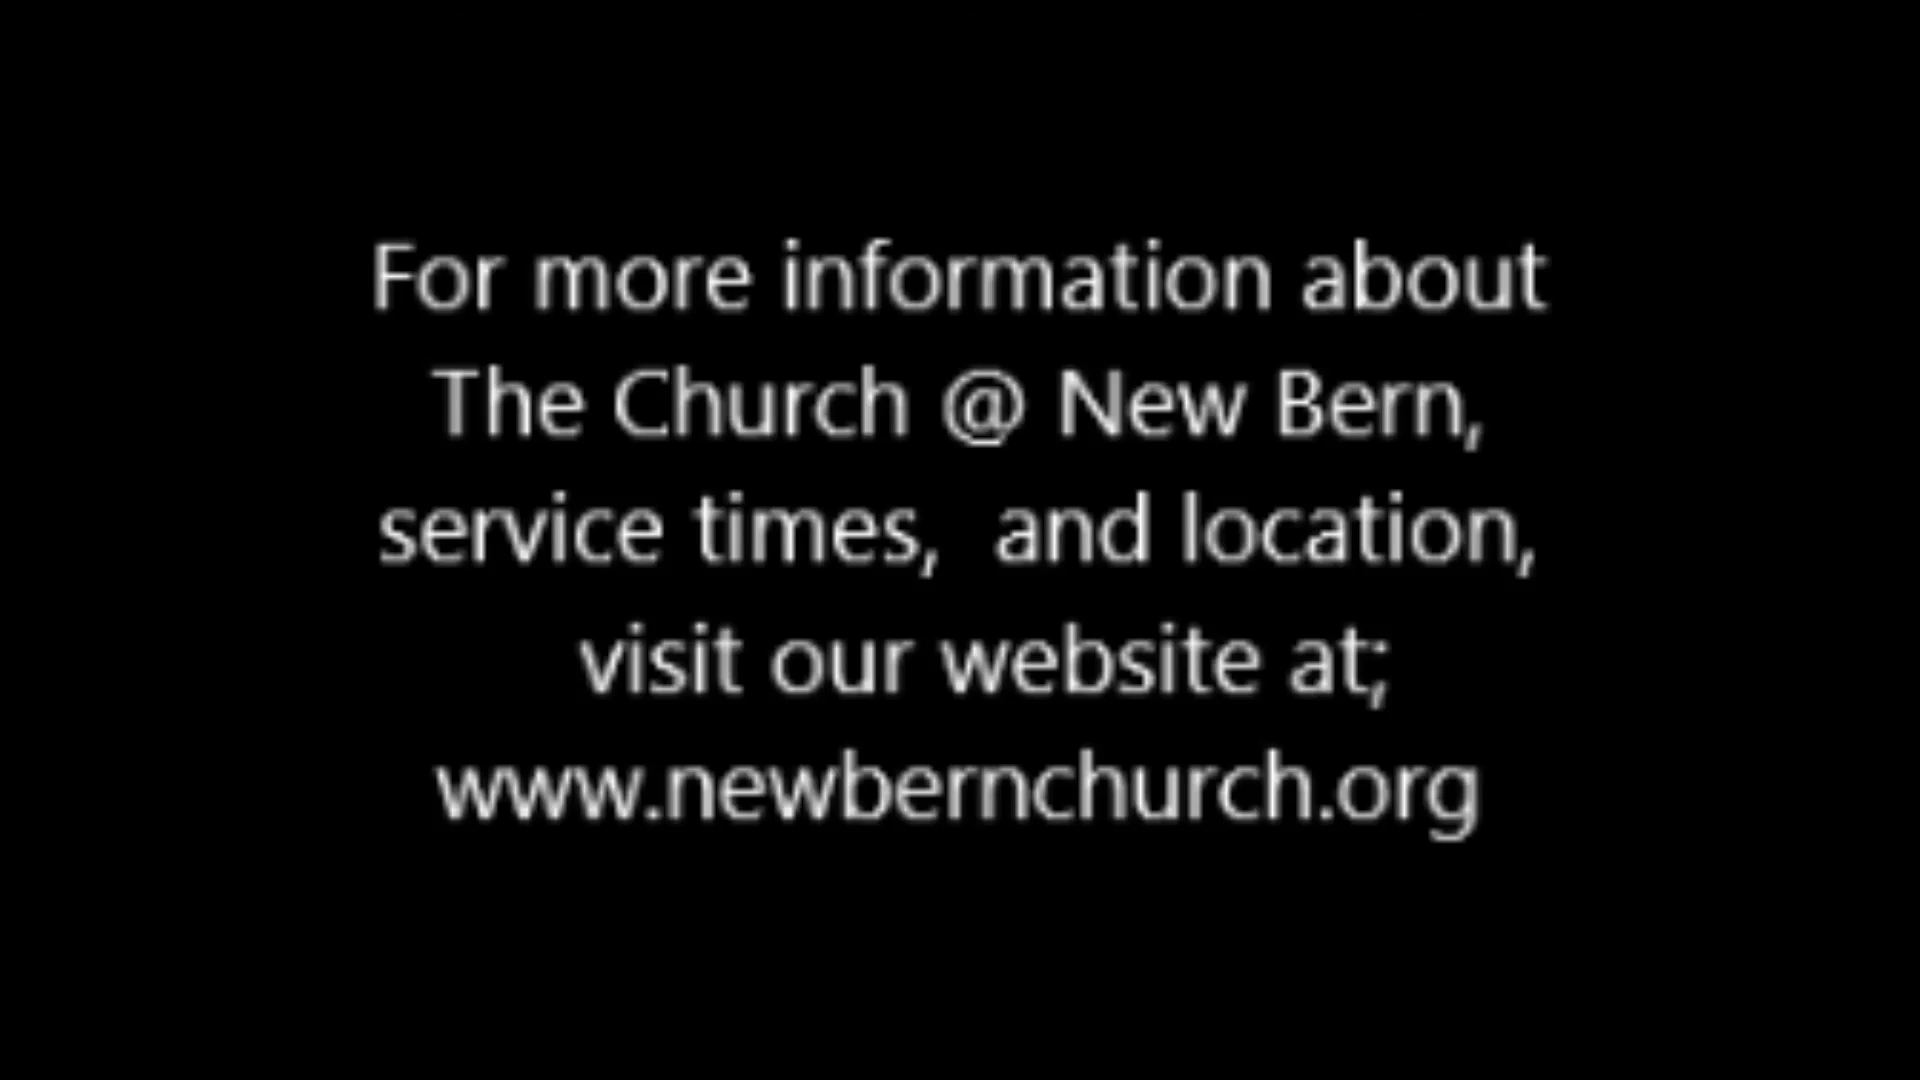 For more information about
The Church @ New Bern,
service times,  and location,
visit our website at;
www.newbernchurch.org